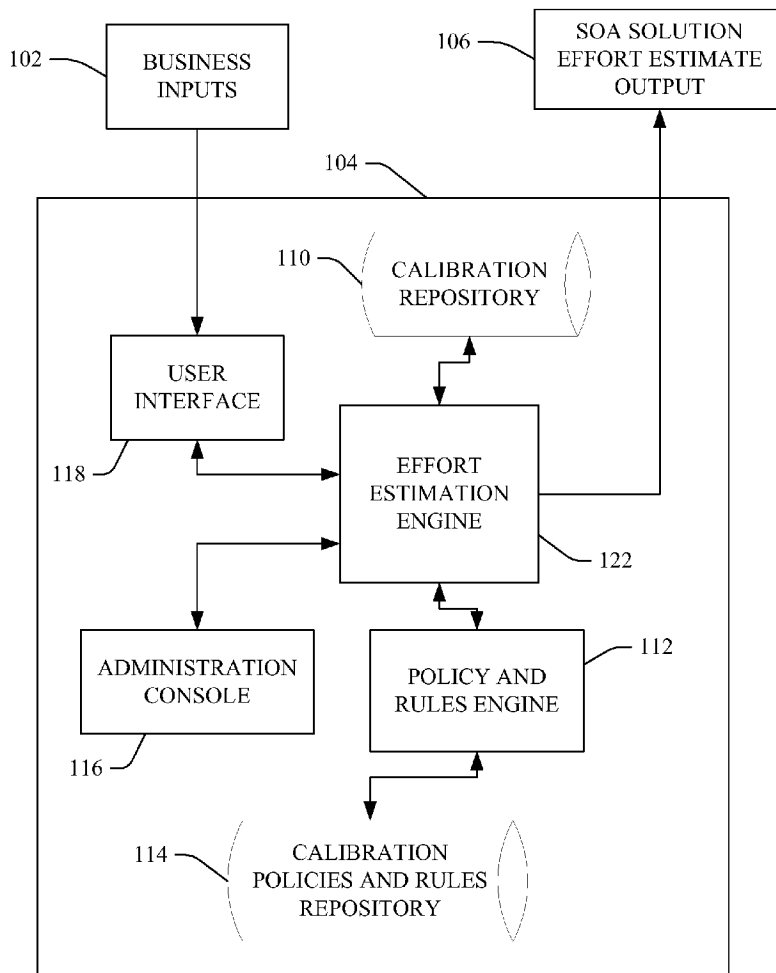 102
BUSINESS
INPUTS
106
SOA SOLUTION
EFFORT ESTIMATE
OUTPUT
104
110
CALIBRATION
REPOSITORY
USER
INTERFACE
118
EFFORT
ESTIMATION
ENGINE
122
ADMINISTRATION
CONSOLE
116
POLICY AND
RULES ENGINE
112
114
CALIBRATION
POLICIES AND RULES
REPOSITORY